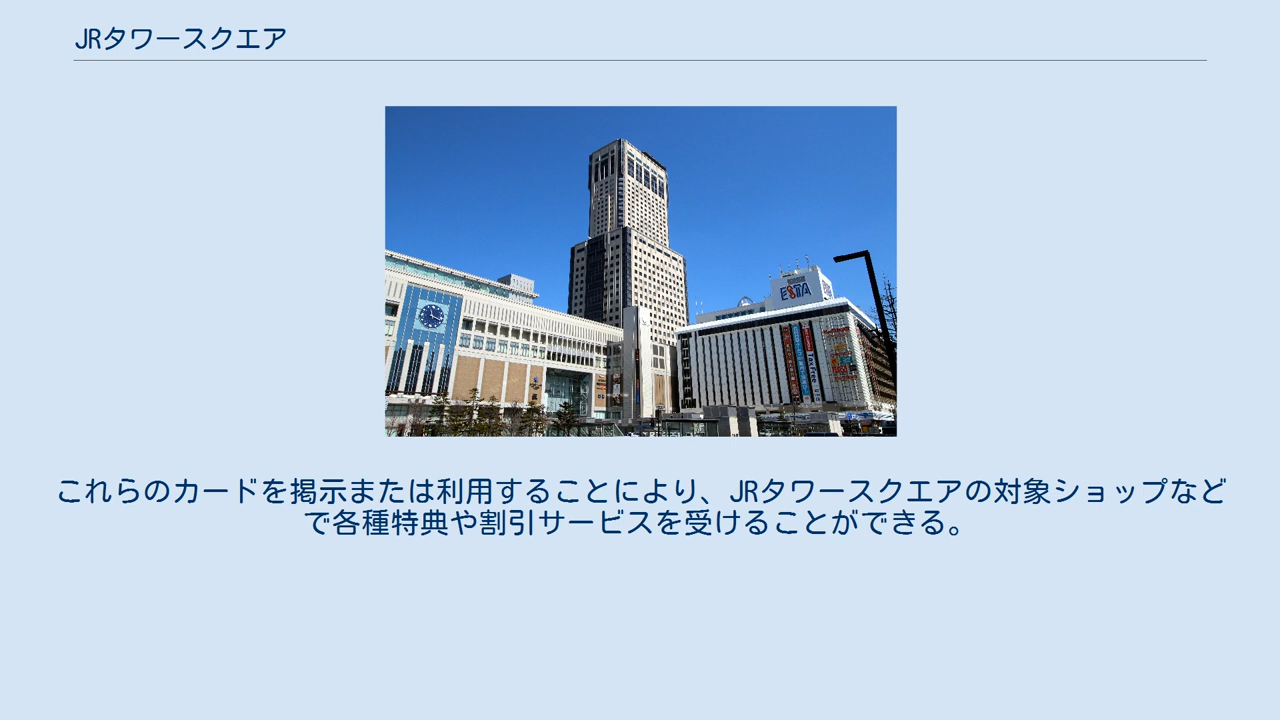 JRタワースクエア
ESTA
Tax Free
これらのカードを掲示または利用することにより、JRタワースクエアの対象ショップなど
で各種特典や割引サービスを受けることができる。